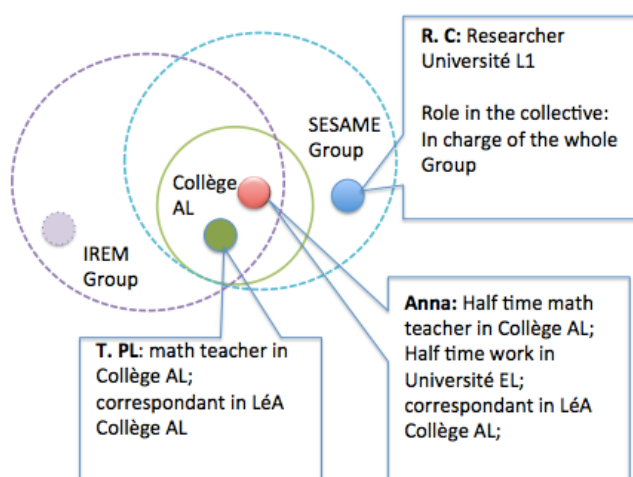 R. C: Researcher
Université L1
Role in the collective:
In charge of the whole
Group
SESAME
Group
Collège
AL
IREM
Group
T. PL: math teacher in
Collège AL;
correspondant in LéA
Collège AL
Anna: Half time math
teacher in Collège AL;
Half time work in
Université EL;
correspondant in LéA
Collège AL;